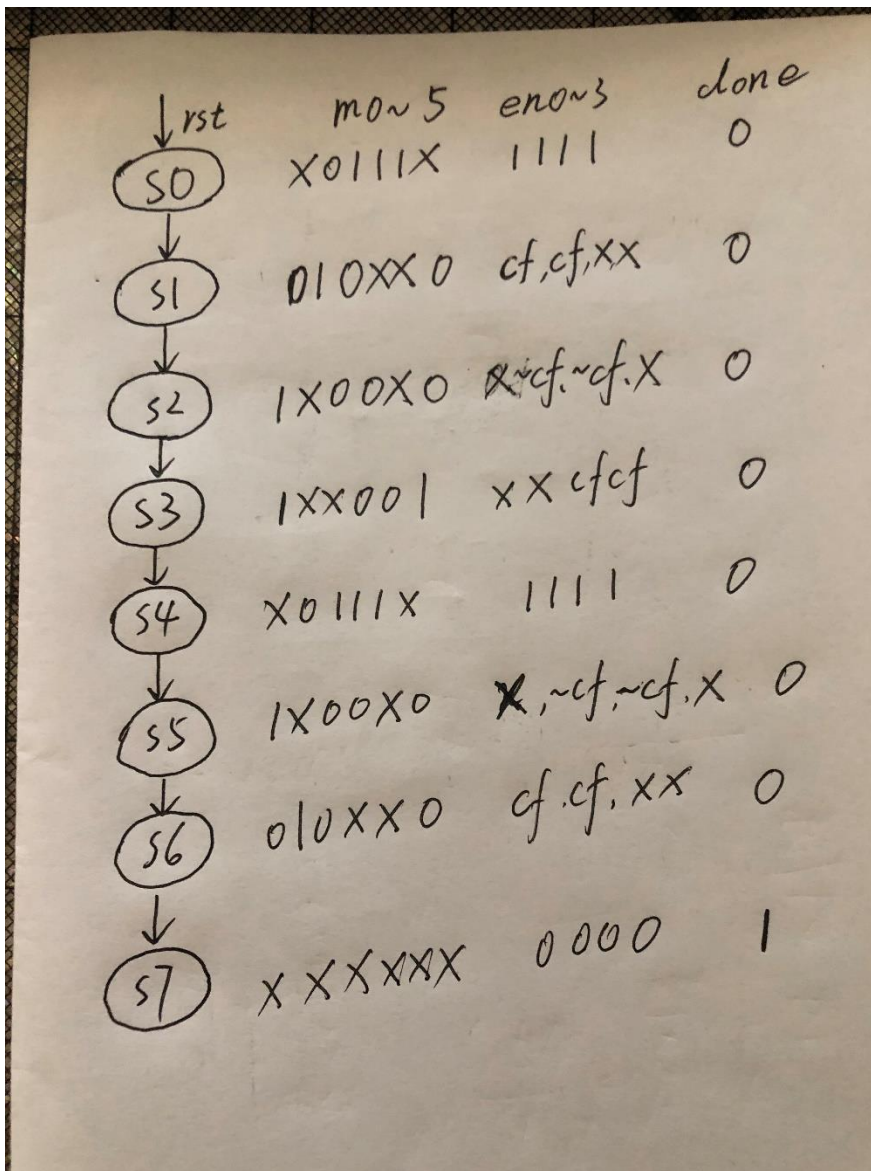 rst m0~5 en0~3 done
S0 X0111X 1111 0
S1 010XX0 cf,cf,XX 0
S2 1X00X0 X~cf.~cf.X 0
S3 1XX001 XXcfcf 0
S4 X0111X 1111 0
S5 1X00X0 X,~cf,~cf.X 0
S6 010XX0 cf.cf.XX 0
S7 XXXXXX 0000 1